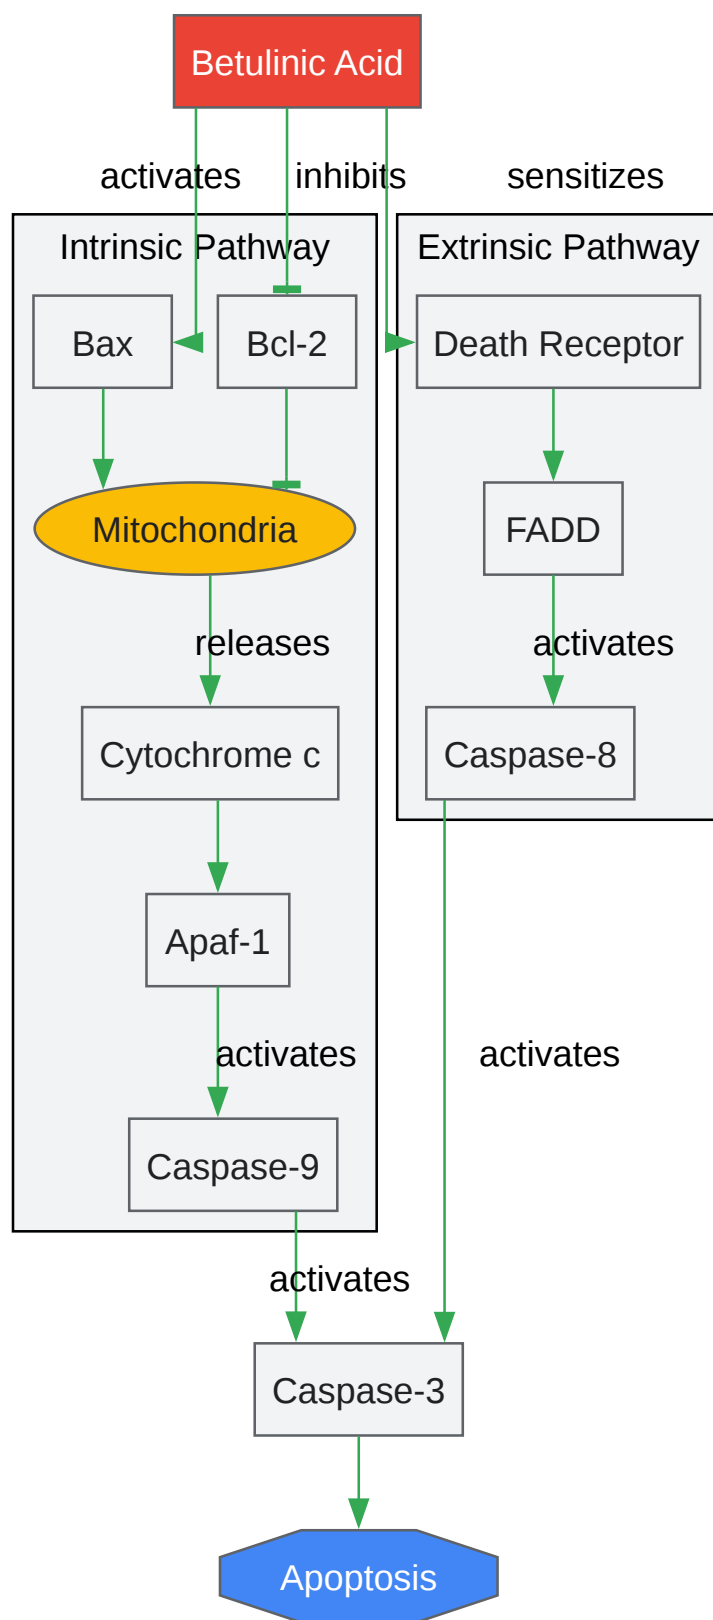 Betulinic Acid
activates
inhibits
sensitizes
Intrinsic Pathway
Extrinsic Pathway
Bax
Bcl-2
Death Receptor
Mitochondria
FADD
releases
activates
Cytochrome c
Caspase-8
Apaf-1
activates
activates
Caspase-9
activates
Caspase-3
Apoptosis